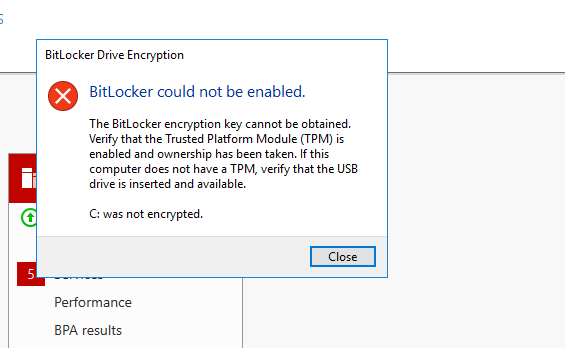 S
BitLocker Drive Encryption
BitLocker could not be enabled.
The BitLocker encryption key cannot be obtained.
Verify that the Trusted Platform Module (TPM) is
enabled and ownership has been taken. If this
computer does not have a TPM, verify that the USB
drive is inserted and available.
C: was not encrypted.
Close
5 Services
Performance
BPA results